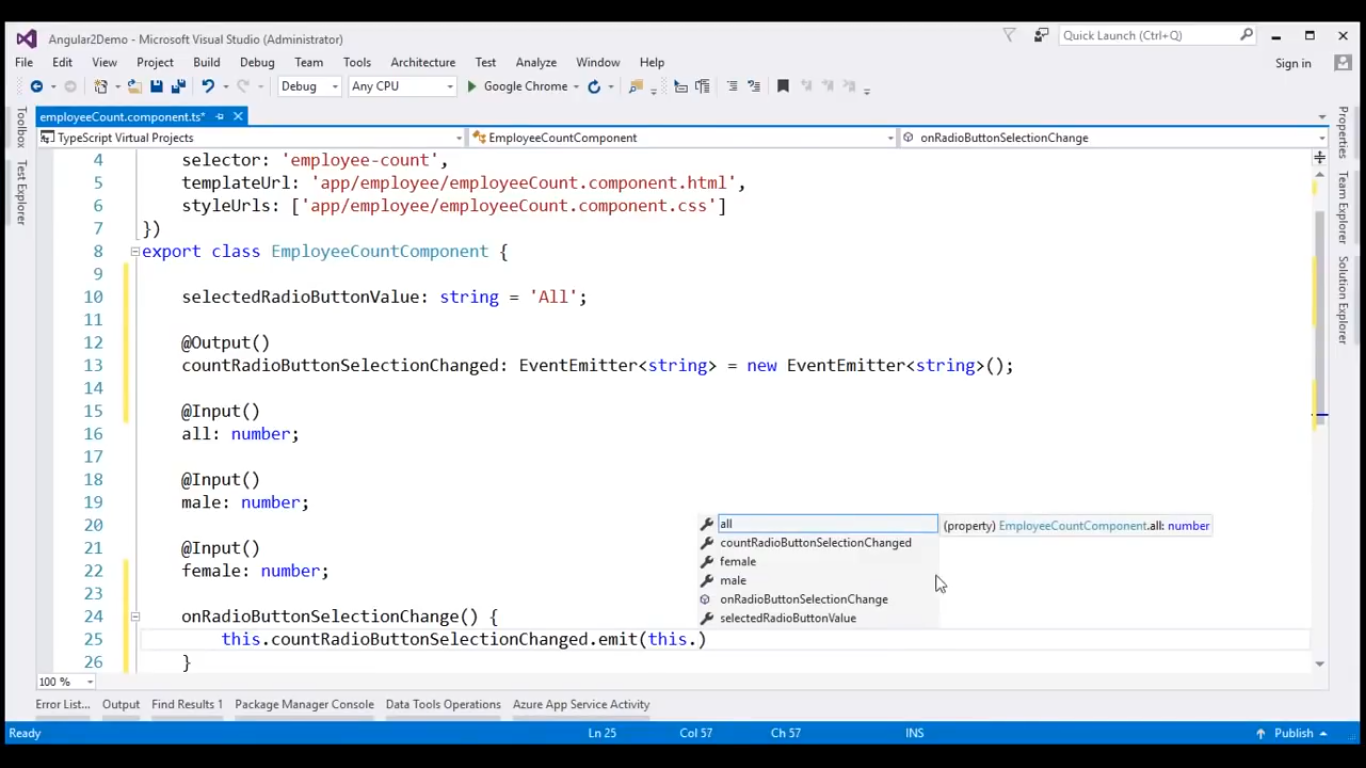 Angular2Demo - Microsoft Visual Studio (Administrator)
Quick Launch (Ctrl+Q)
File Edit View Project Build Debug Team Tools Architecture Test Analyze Window Help
Sign in
Debug Any CPU Google Chrome
employeeCount.component.ts*
TypeScript Virtual Projects EmployeeCountComponent onRadioButtonSelectionChange
Toolbox
Test Explorer
4 selector: 'employee-count',
5 templateUrl: 'app/employee/employeeCount.component.html',
6 styleUrls: ['app/employee/employeeCount.component.css']
7 })
8 export class EmployeeCountComponent {
9
10 selectedRadioButtonValue: string = 'All';
11
12 @Output()
13 countRadioButtonSelectionChanged: EventEmitter<string> = new EventEmitter<string>();
14
15 @Input()
16 all: number;
17
18 @Input()
19 male: number;
20
21 @Input()
22 female: number;
23
24 onRadioButtonSelectionChange() {
25 this.countRadioButtonSelectionChanged.emit(this.)
26 }
all
countRadioButtonSelectionChanged
female
male
onRadioButtonSelectionChange
selectedRadioButtonValue
(property) EmployeeCountComponent.all: number
Properties
Team Explorer
Solution Explorer
100 %
Error List... Output Find Results 1 Package Manager Console Data Tools Operations Azure App Service Activity
Ready Ln 25 Col 57 Ch 57 INS Publish